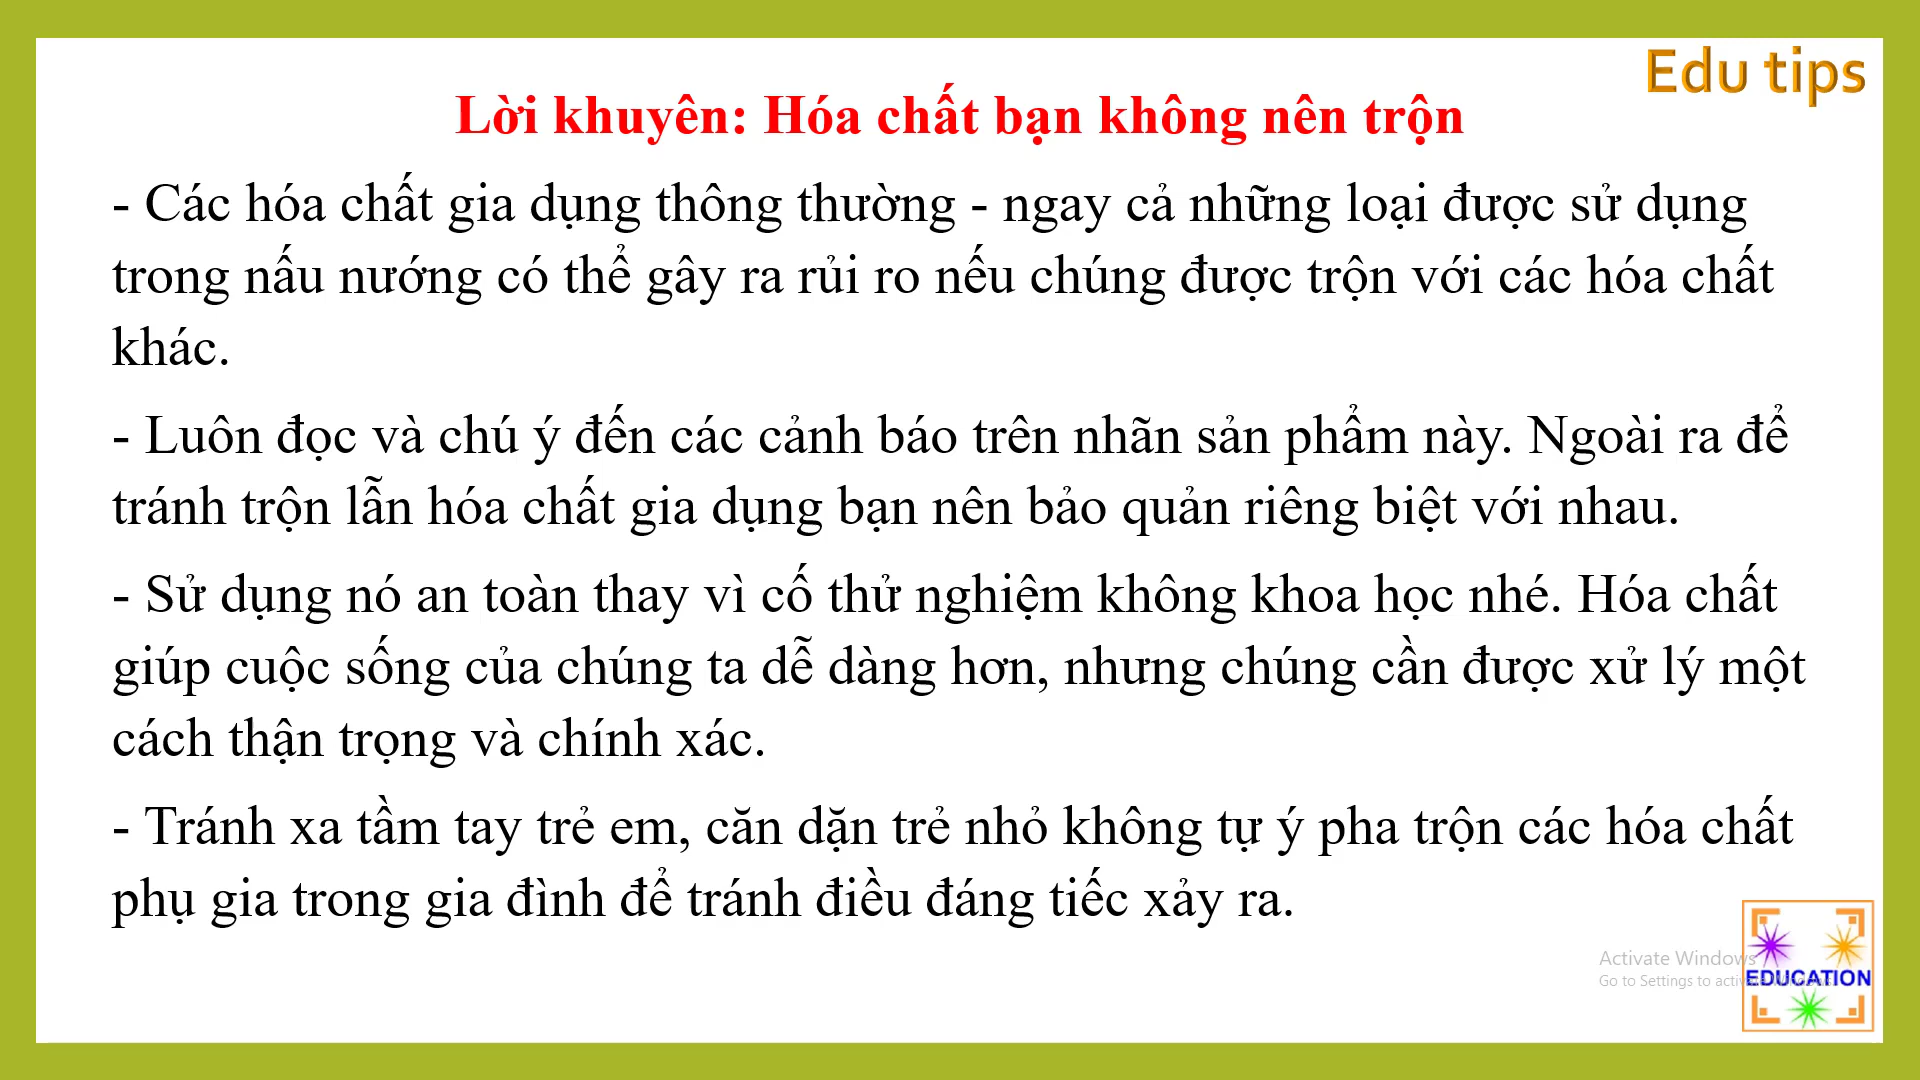 Edu tips
Lời khuyên: Hóa chất bạn không nên trộn
- Các hóa chất gia dụng thông thường - ngay cả những loại được sử dụng
trong nấu nướng có thể gây ra rủi ro nếu chúng được trộn với các hóa chất
khác.
- Luôn đọc và chú ý đến các cảnh báo trên nhãn sản phẩm này. Ngoài ra để
tránh trộn lẫn hóa chất gia dụng bạn nên bảo quản riêng biệt với nhau.
- Sử dụng nó an toàn thay vì cố thử nghiệm không khoa học nhé. Hóa chất
giúp cuộc sống của chúng ta dễ dàng hơn, nhưng chúng cần được xử lý một
cách thận trọng và chính xác.
- Tránh xa tầm tay trẻ em, căn dặn trẻ nhỏ không tự ý pha trộn các hóa chất
phụ gia trong gia đình để tránh điều đáng tiếc xảy ra.
Activate Windows
Go to Settings to activate Windows.
EDUCATION